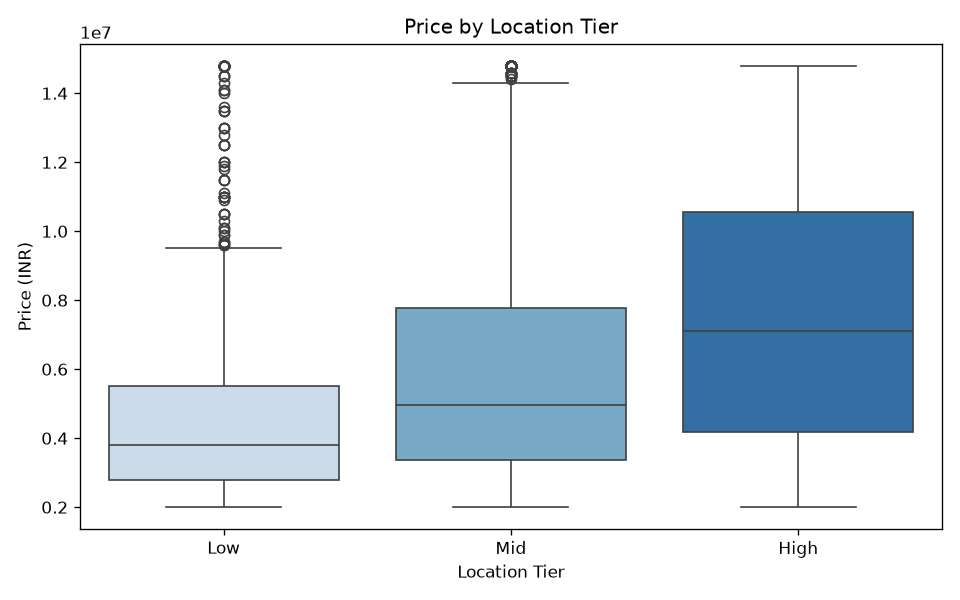 Price by Location Tier
1e7
1.4
1.2
1.0
0.8
0.6
0.4
0.2
Price (INR)
Low Mid High
Location Tier